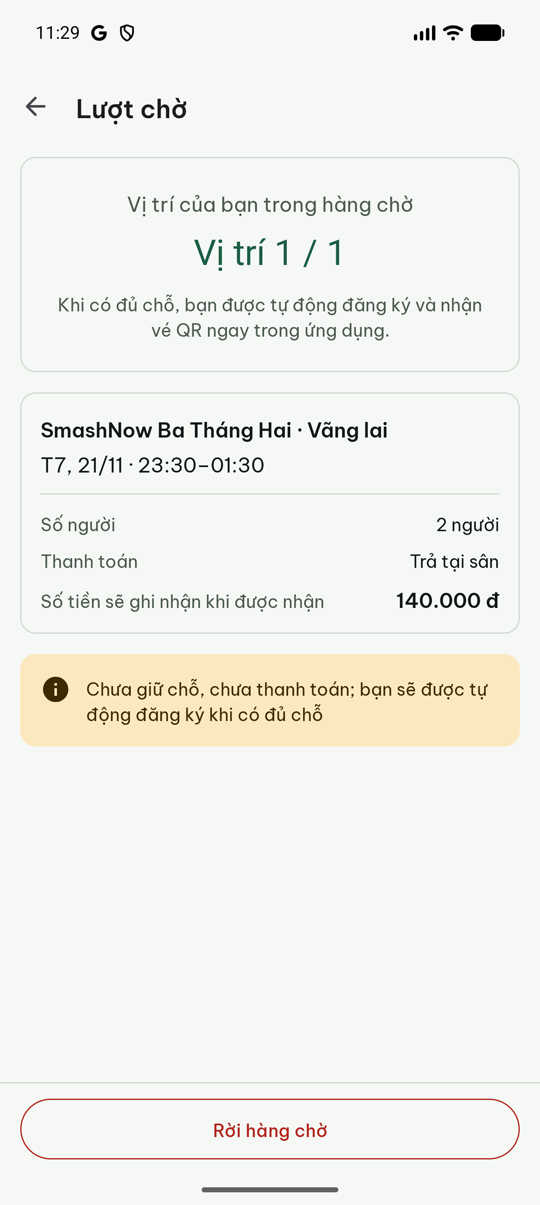 11:29
Lượt chờ
Vị trí của bạn trong hàng chờ
Vị trí 1 / 1
Khi có đủ chỗ, bạn được tự động đăng ký và nhận
vé QR ngay trong ứng dụng.
SmashNow Ba Tháng Hai · Vãng lai
T7, 21/11 · 23:30–01:30
Số người 2 người
Thanh toán Trả tại sân
Số tiền sẽ ghi nhận khi được nhận 140.000 đ
Chưa giữ chỗ, chưa thanh toán; bạn sẽ được tự
động đăng ký khi có đủ chỗ
Rời hàng chờ